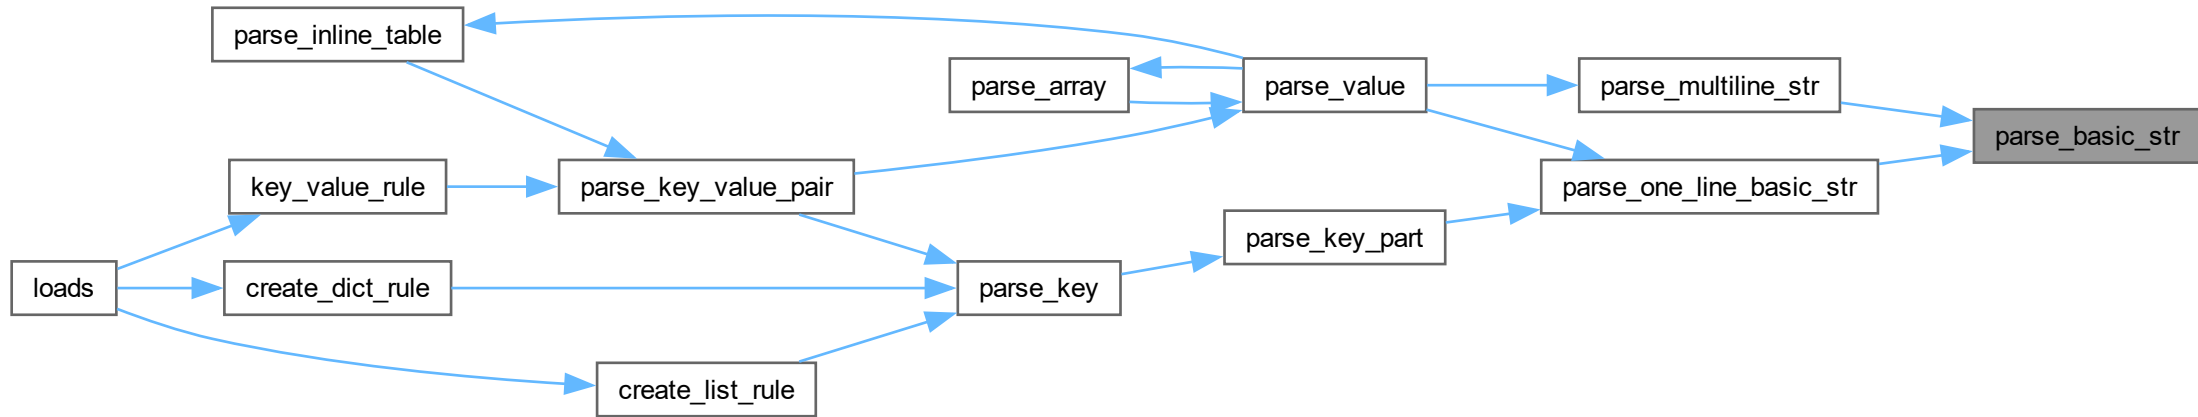 parse_inline_table
parse_array
parse_value
parse_multiline_str
parse_basic_str
key_value_rule
parse_key_value_pair
parse_one_line_basic_str
parse_key_part
loads
create_dict_rule
parse_key
create_list_rule